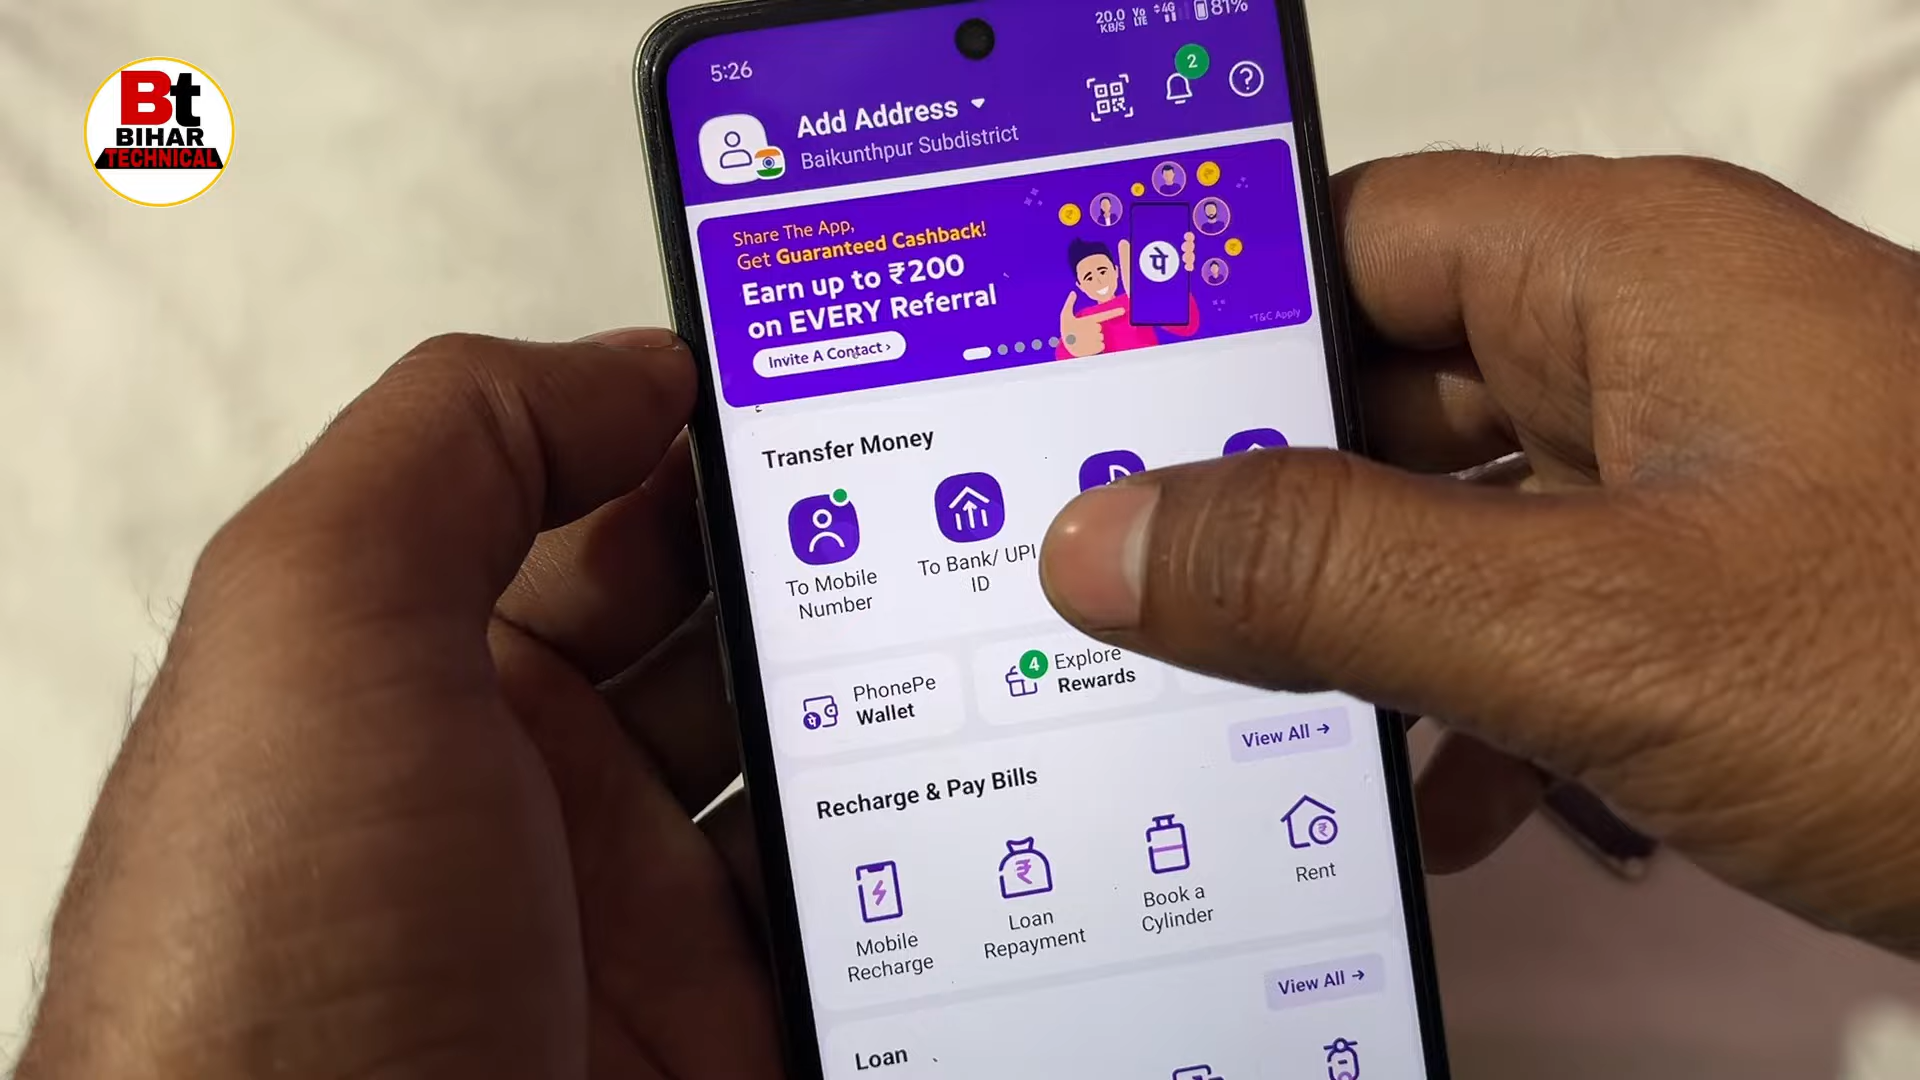 Bt
BIHAR
TECHNICAL
5:26
20.0 KB/S Vo LTE 4G 81%
Add Address
Baikunthpur Subdistrict
2
?
Share The App,
Get Guaranteed Cashback!
Earn up to ₹200
on EVERY Referral
Invite A Contact ›
पे
*T&C Apply
Transfer Money
To Mobile
Number
To Bank/ UPI
ID
PhonePe
Wallet
4
Explore
Rewards
View All →
Recharge & Pay Bills
Mobile
Recharge
Loan
Repayment
Book a
Cylinder
Rent
View All →
Loan